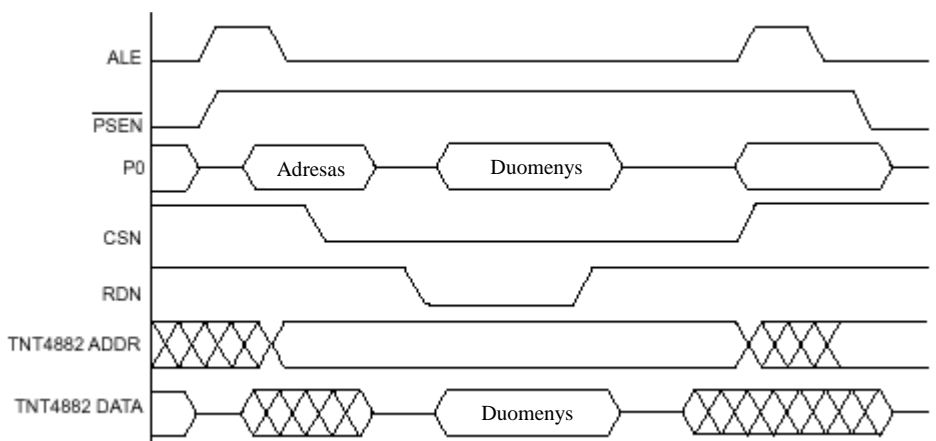 ALE
PSEN
P0
Adresas
Duomenys
CSN
RDN
TNT4882 ADDR
TNT4882 DATA
Duomenys